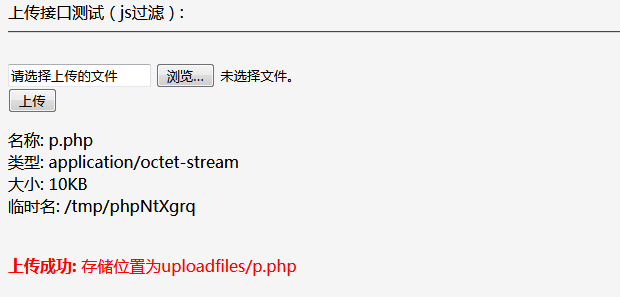 上传接口测试（js过滤）:
请选择上传的文件 浏览... 未选择文件。
上传
名称: p.php
类型: application/octet-stream
大小: 10KB
临时名: /tmp/phpNtXgrq
上传成功: 存储位置为uploadfiles/p.php